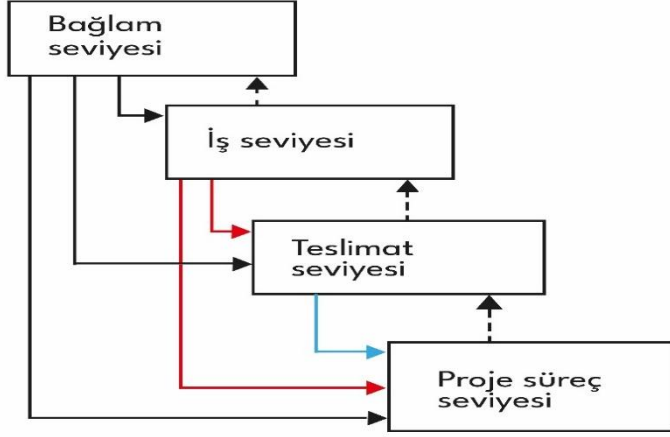 Bağlam
seviyesi
İş seviyesi
Teslimat
seviyesi
Proje süreç
seviyesi